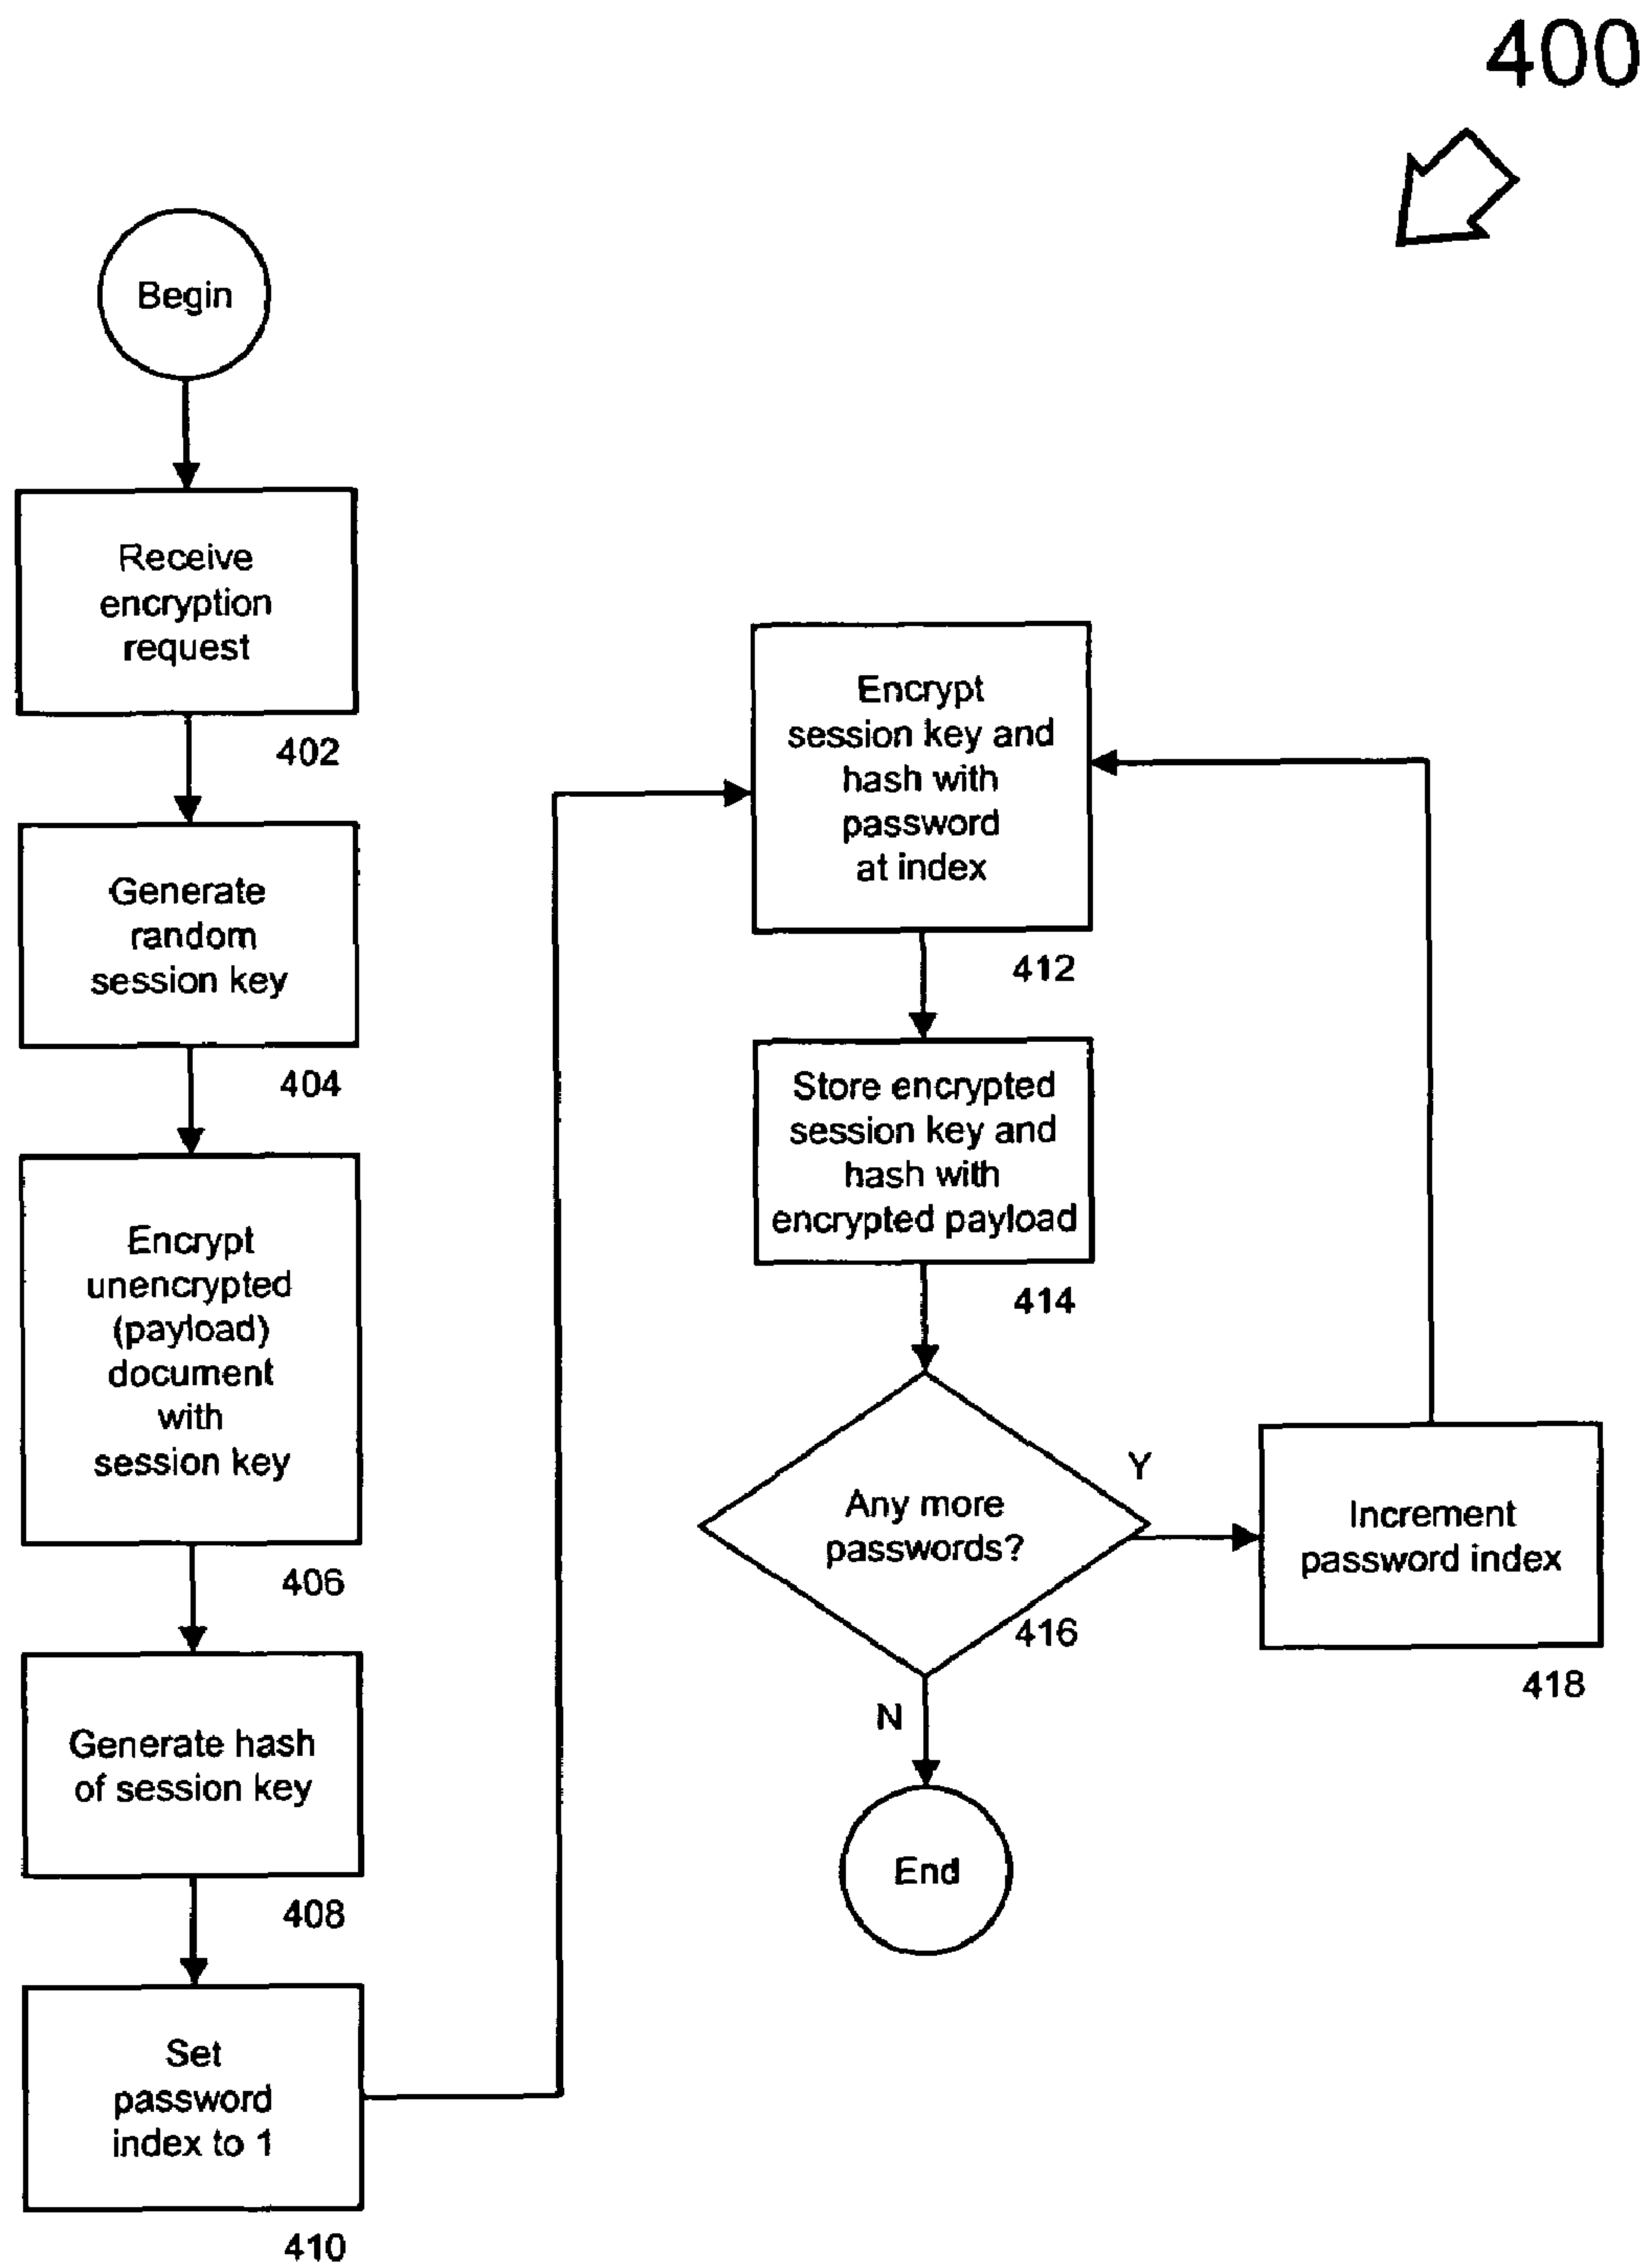 400
Begin
Receive
encryption
request
402
Generate
random
session key
404
Encrypt
unencrypted
(payload)
document
with
session key
406
Generate hash
of session key
408
Set
password
index to 1
410
Encrypt
session key and
hash with
password
at index
412
Store encrypted
session key and
hash with
encrypted payload
414
Any more
passwords?
416
Y
N
Increment
password index
418
End